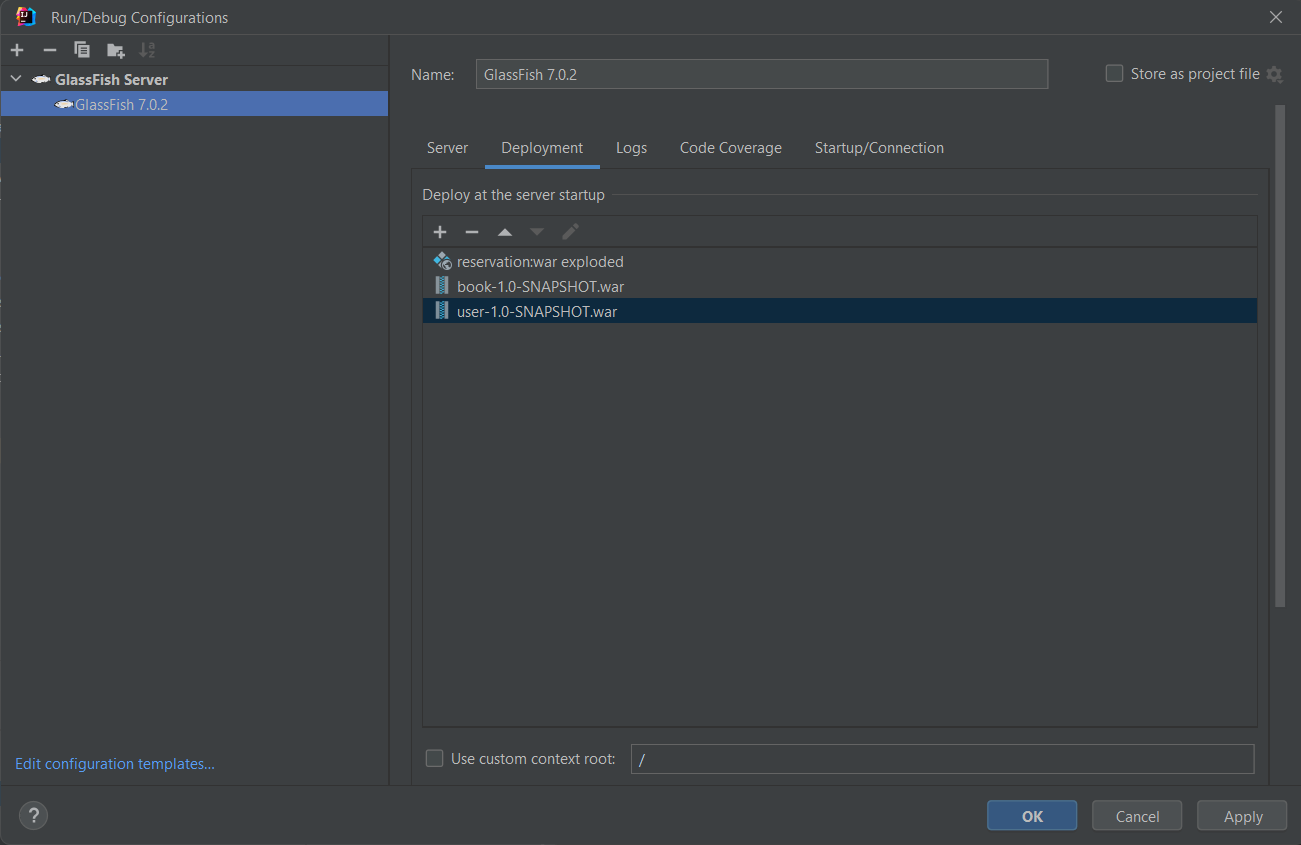 Run/Debug Configurations
GlassFish Server
GlassFish 7.0.2
Edit configuration templates...
Name: GlassFish 7.0.2
Store as project file
Server Deployment Logs Code Coverage Startup/Connection
Deploy at the server startup
reservation:war exploded
book-1.0-SNAPSHOT.war
user-1.0-SNAPSHOT.war
Use custom context root: /
?
OK Cancel Apply